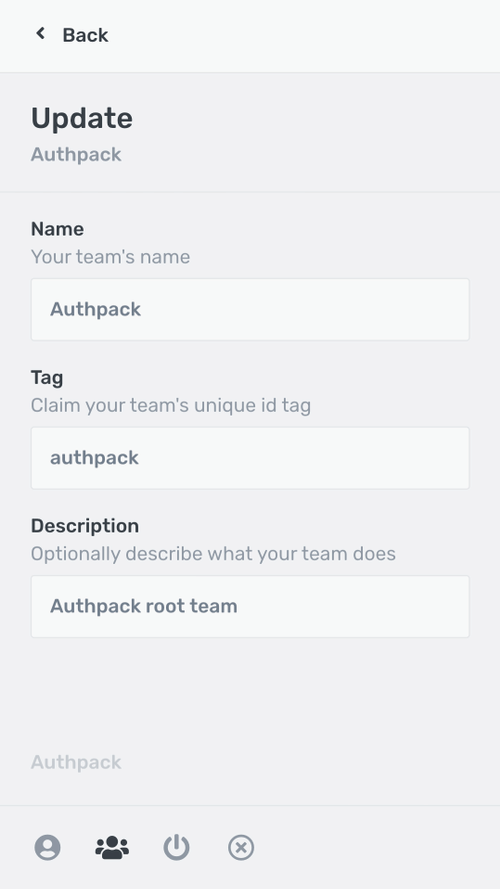 Back
Update
Authpack
Name
Your team's name
Authpack
Tag
Claim your team's unique id tag
authpack
Description
Optionally describe what your team does
Authpack root team
Authpack